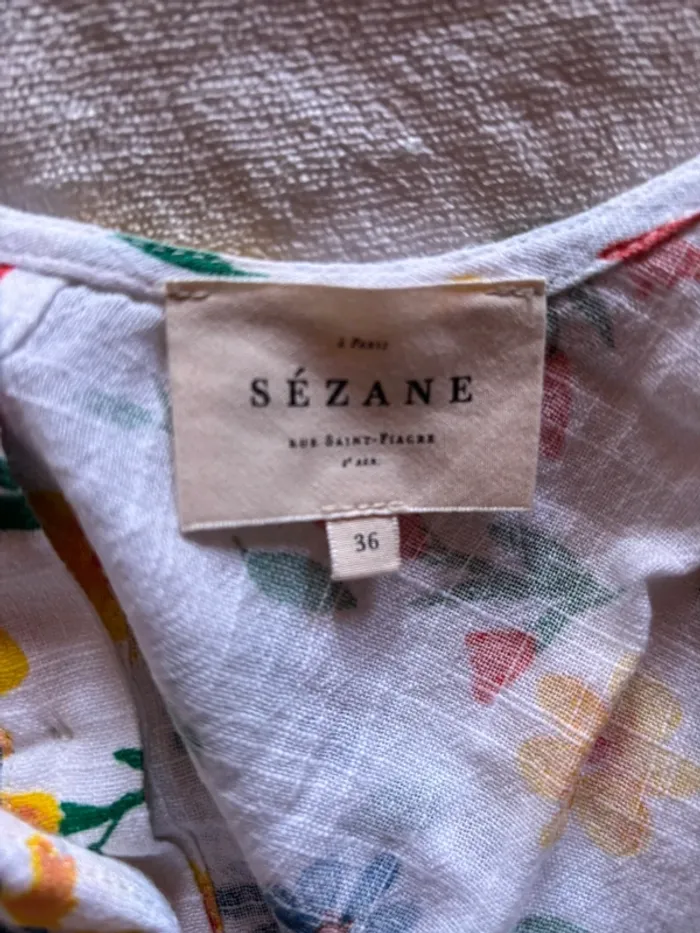 à Paris
SÉZANE
RUE SAINT-FIACRE
2ᵉ ARR.
36